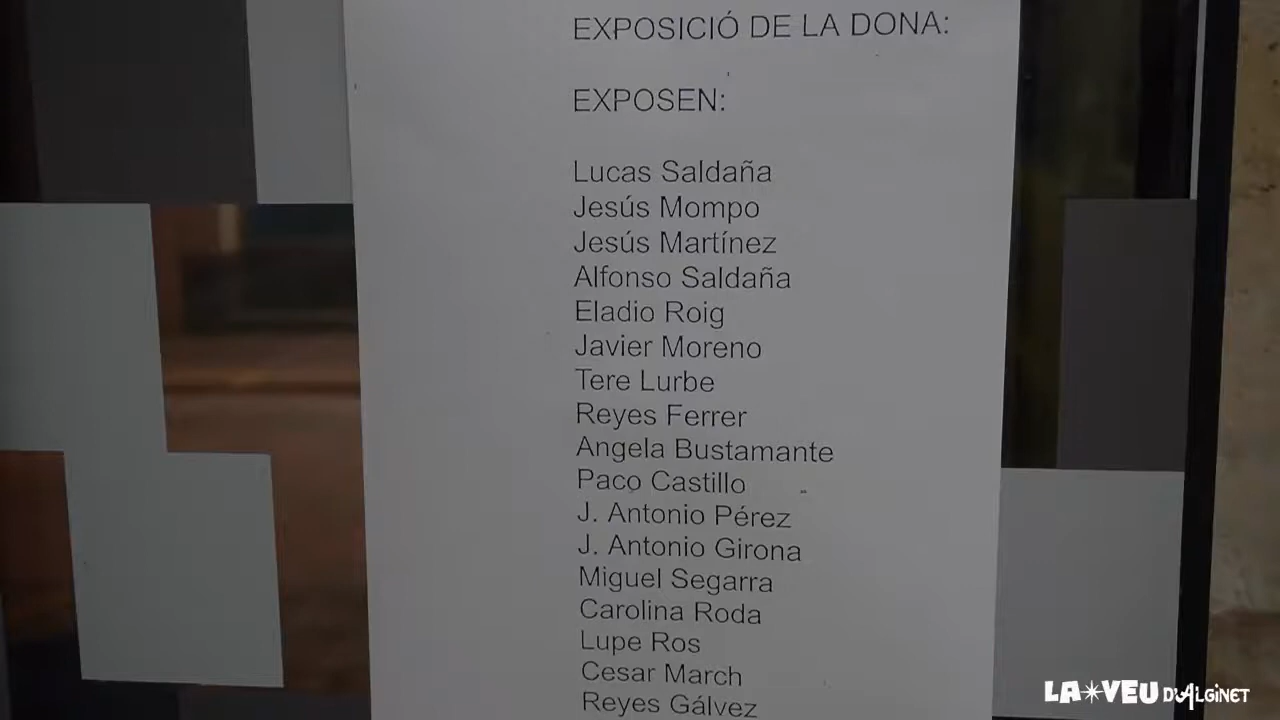 EXPOSICIÓ DE LA DONA:
EXPOSEN:
Lucas Saldaña
Jesús Mompo
Jesús Martínez
Alfonso Saldaña
Eladio Roig
Javier Moreno
Tere Lurbe
Reyes Ferrer
Angela Bustamante
Paco Castillo
J. Antonio Pérez
J. Antonio Girona
Miguel Segarra
Carolina Roda
Lupe Ros
Cesar March
Reyes Gálvez
LA VEU D'ALGINET